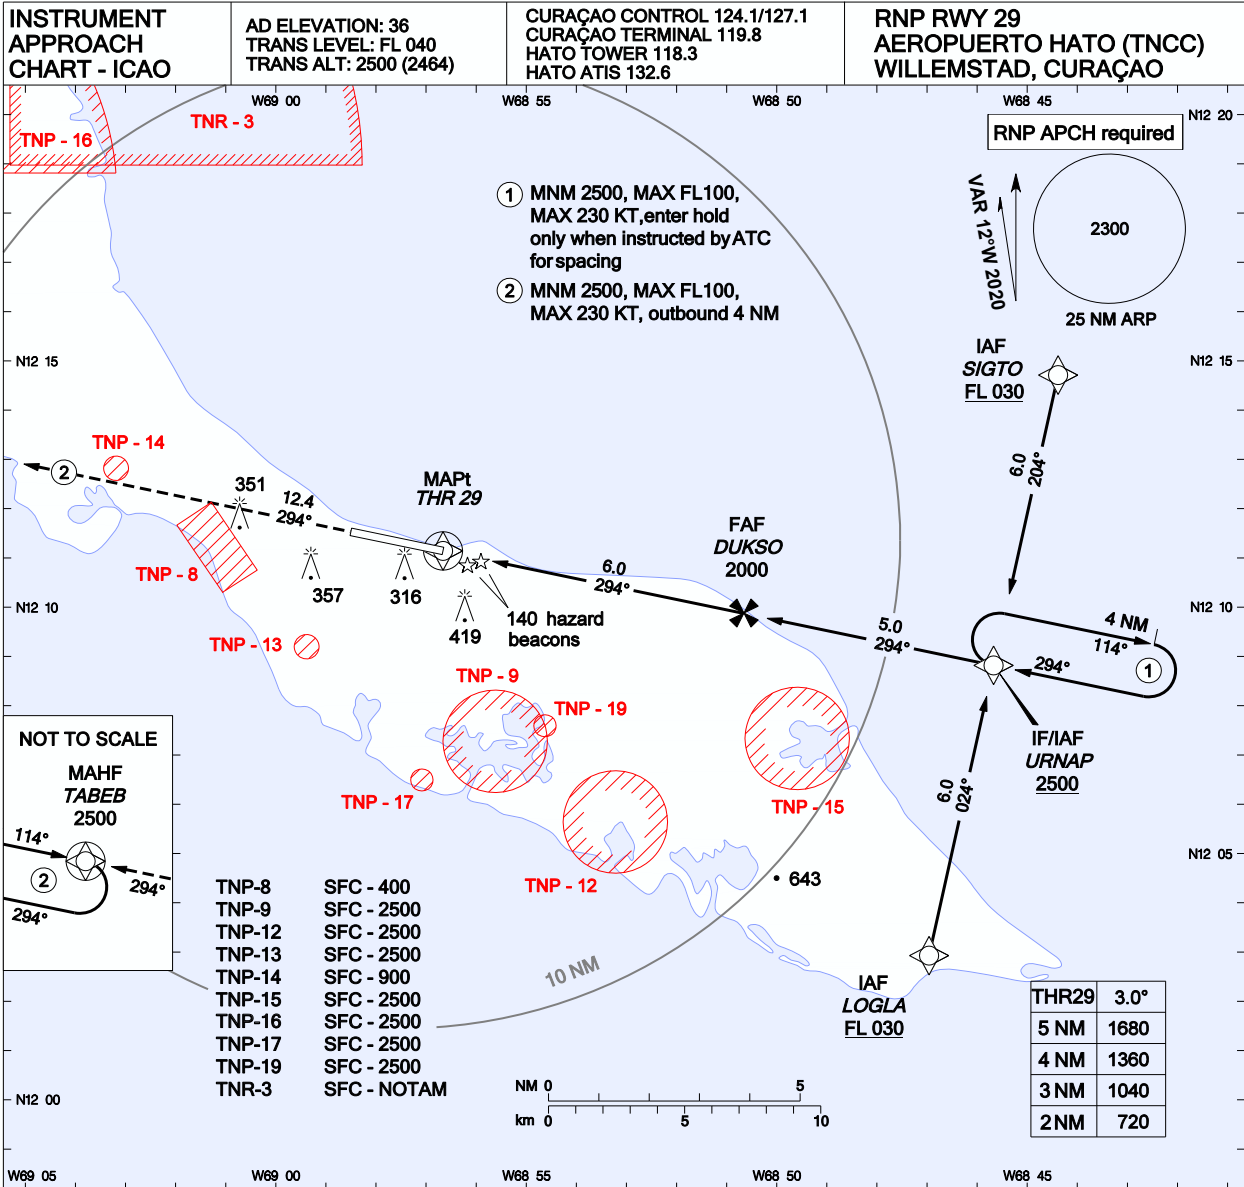 INSTRUMENT
APPROACH
CHART - ICAO
AD ELEVATION: 36
TRANS LEVEL: FL 040
TRANS ALT: 2500 (2464)
CURAÇAO CONTROL 124.1/127.1
CURAÇAO TERMINAL 119.8
HATO TOWER 118.3
HATO ATIS 132.6
RNP RWY 29
AEROPUERTO HATO (TNCC)
WILLEMSTAD, CURAÇAO
W69 00
W68 55
W68 50
W68 45
N12 20
TNP - 16
TNR - 3
RNP APCH required
VAR 12°W 2020
2300
25 NM ARP
1 MNM 2500, MAX FL100,
MAX 230 KT, enter hold
only when instructed by ATC
for spacing
2 MNM 2500, MAX FL100,
MAX 230 KT, outbound 4 NM
N12 15
N12 15
IAF
SIGTO
FL 030
6.0
204°
TNP - 14
2
351
12.4
294°
MAPt
THR 29
TNP - 8
357
316
419
140 hazard
beacons
6.0
294°
FAF
DUKSO
2000
5.0
294°
4 NM
114°
294°
1
N12 10
N12 10
TNP - 13
TNP - 9
TNP - 19
TNP - 17
TNP - 15
TNP - 12
IF/IAF
URNAP
2500
6.0
024°
643
N12 05
IAF
LOGLA
FL 030
10 NM
NOT TO SCALE
MAHF
TABEB
2500
114°
2
294°
294°
TNP-8 SFC - 400
TNP-9 SFC - 2500
TNP-12 SFC - 2500
TNP-13 SFC - 2500
TNP-14 SFC - 900
TNP-15 SFC - 2500
TNP-16 SFC - 2500
TNP-17 SFC - 2500
TNP-19 SFC - 2500
TNR-3 SFC - NOTAM
THR29 3.0°
5 NM 1680
4 NM 1360
3 NM 1040
2 NM 720
N12 00
NM 0 5
km 0 5 10
W69 05
W69 00
W68 55
W68 50
W68 45